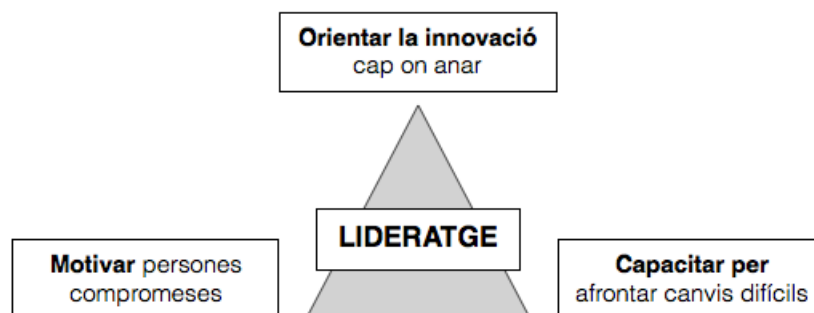 Orientar la innovació
cap on anar
LIDERATGE
Motivar persones
compromeses
Capacitar per
afrontar canvis difícils